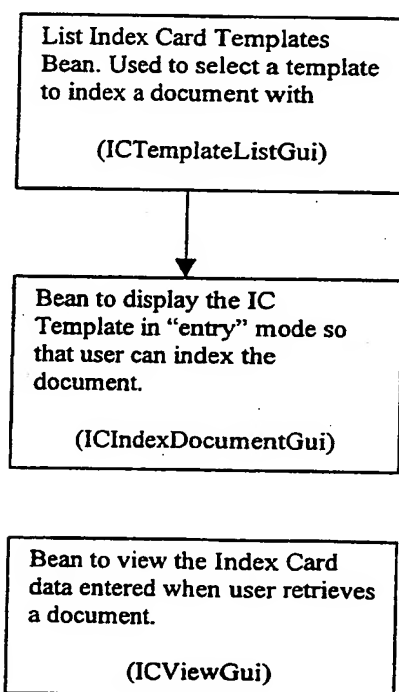 List Index Card Templates
Bean. Used to select a template
to index a document with
(ICTemplateListGui)
Bean to display the IC
Template in “entry” mode so
that user can index the
document.
(ICIndexDocumentGui)
Bean to view the Index Card
data entered when user retrieves
a document.
(ICViewGui)